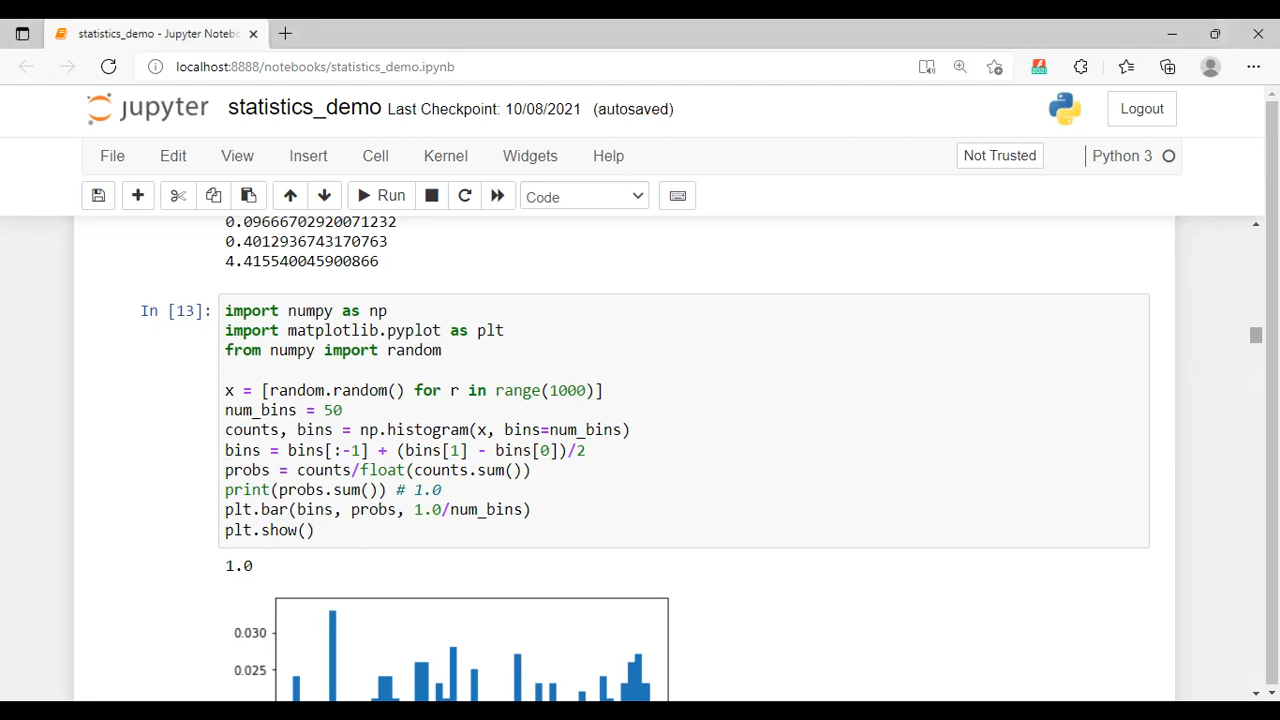 statistics_demo - Jupyter Notebo
localhost:8888/notebooks/statistics_demo.ipynb
jupyter statistics_demo Last Checkpoint: 10/08/2021 (autosaved) Logout
File Edit View Insert Cell Kernel Widgets Help Not Trusted Python 3
Run Code
0.09666702920071232
0.4012936743170763
4.415540045900866
In [13]: import numpy as np
import matplotlib.pyplot as plt
from numpy import random
x = [random.random() for r in range(1000)]
num_bins = 50
counts, bins = np.histogram(x, bins=num_bins)
bins = bins[:-1] + (bins[1] - bins[0])/2
probs = counts/float(counts.sum())
print(probs.sum()) # 1.0
plt.bar(bins, probs, 1.0/num_bins)
plt.show()
1.0
0.030
0.025